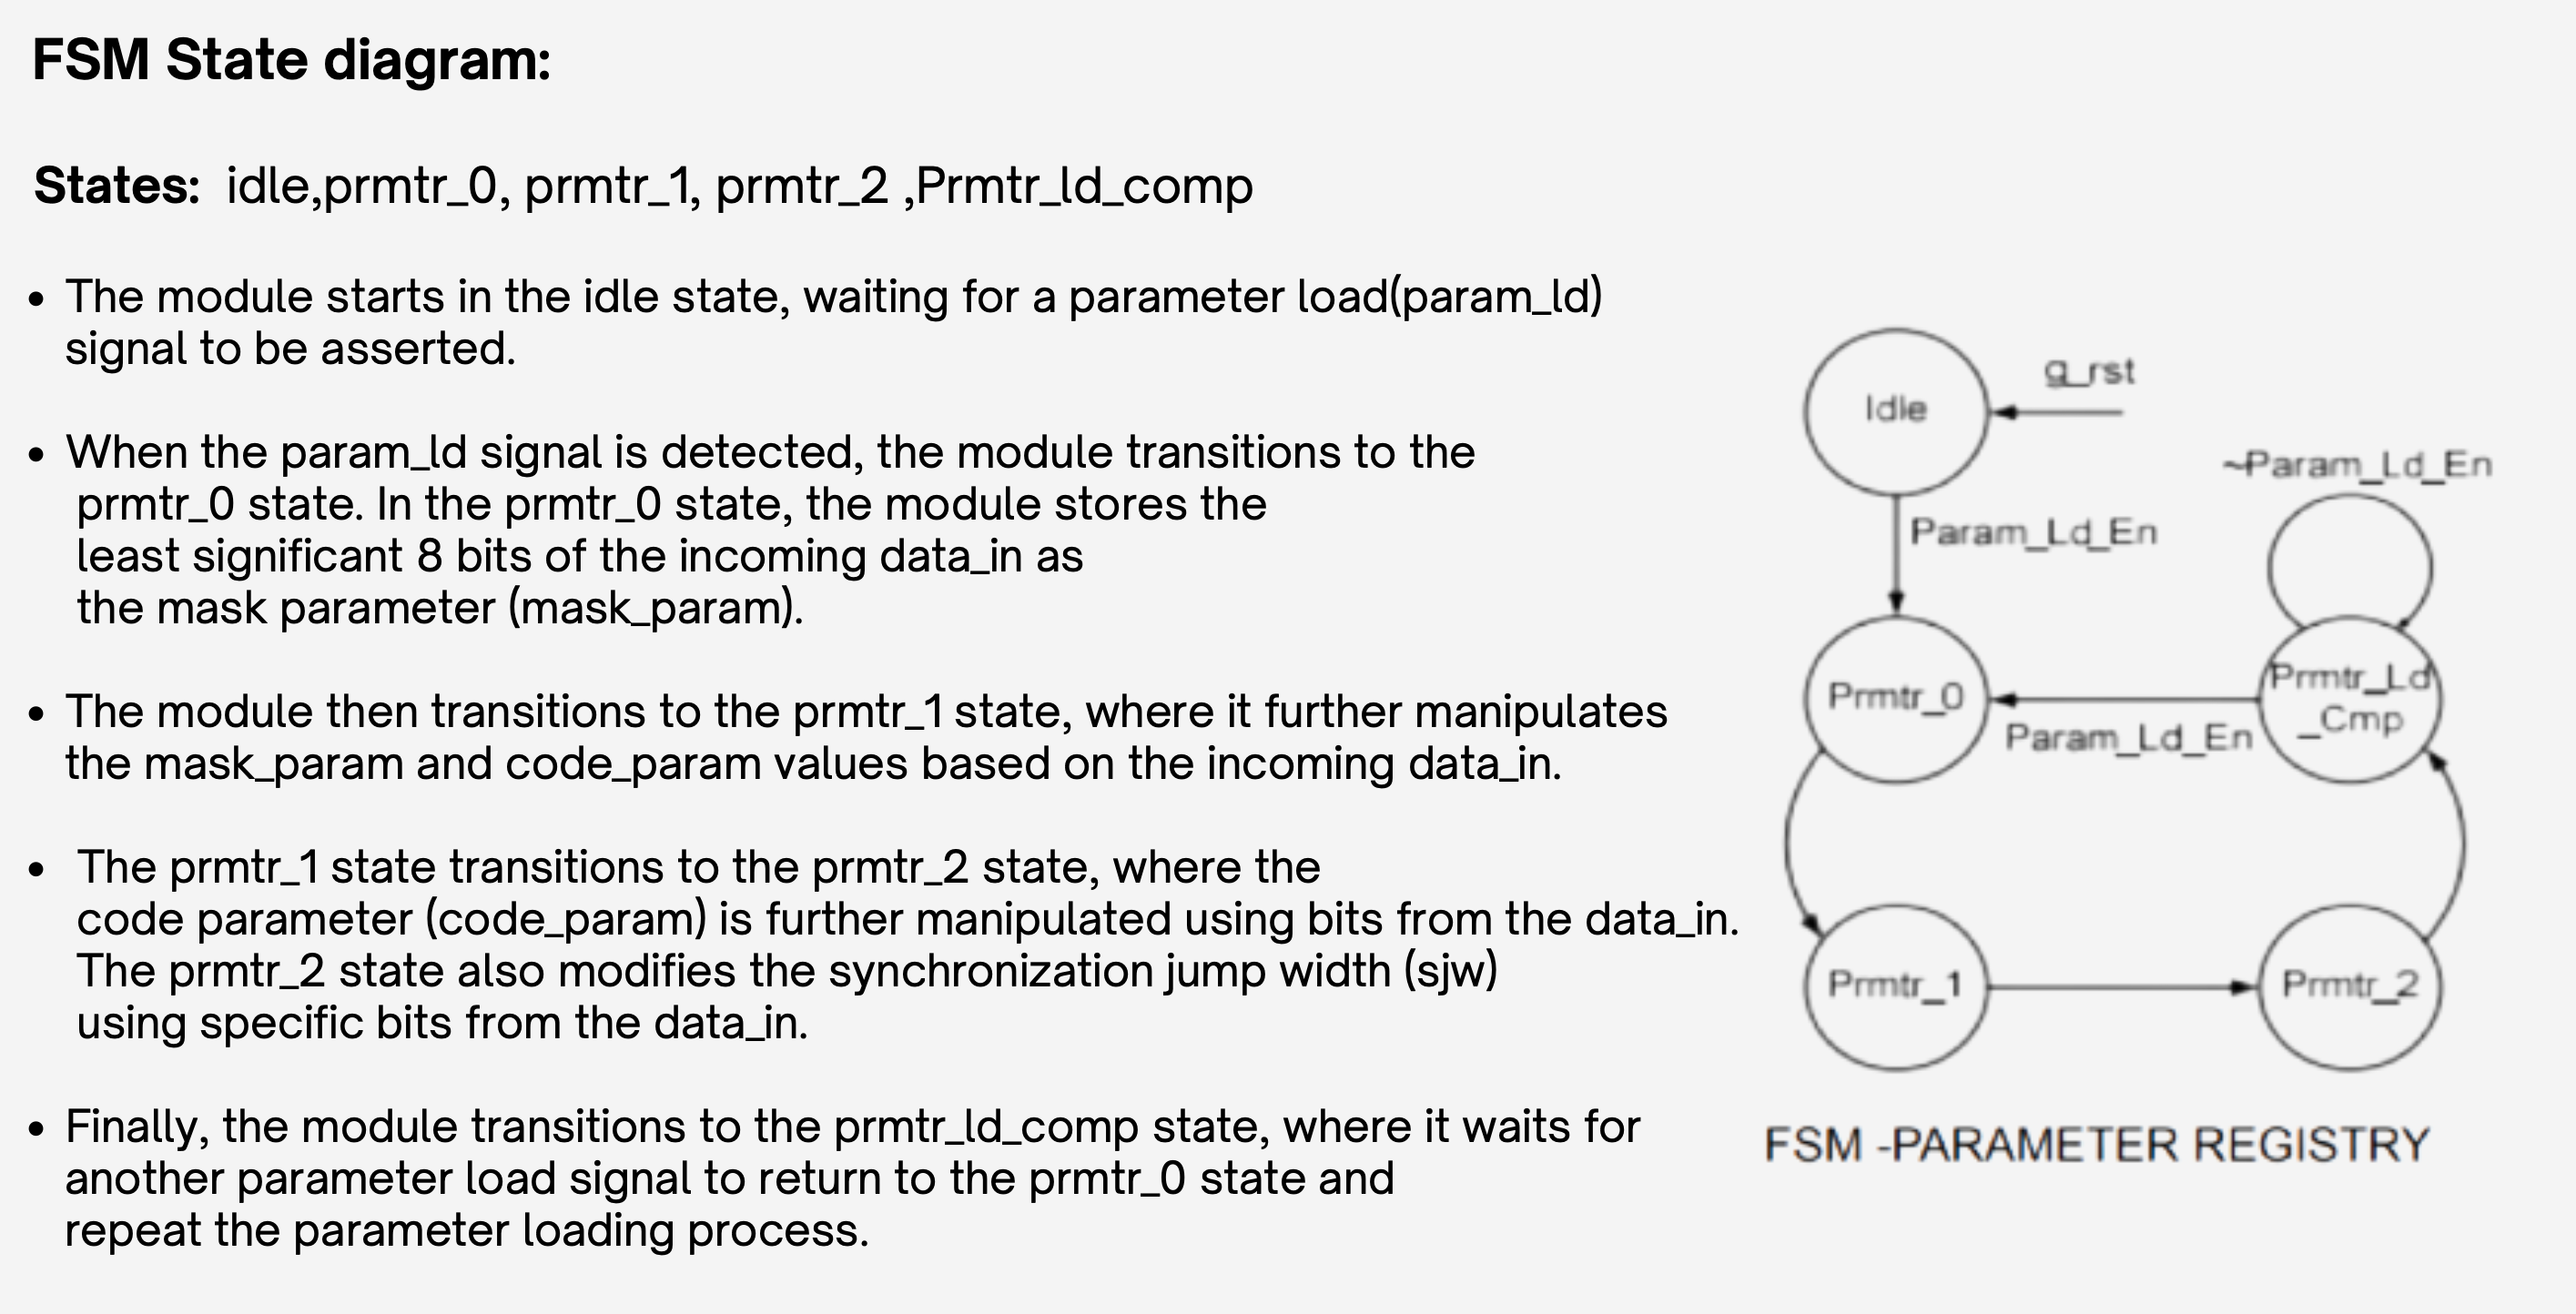 FSM State diagram:
States: idle,prmtr_0, prmtr_1, prmtr_2 ,Prmtr_ld_comp
• The module starts in the idle state, waiting for a parameter load(param_ld)
signal to be asserted.
• When the param_ld signal is detected, the module transitions to the
prmtr_0 state. In the prmtr_0 state, the module stores the
least significant 8 bits of the incoming data_in as
the mask parameter (mask_param).
• The module then transitions to the prmtr_1 state, where it further manipulates
the mask_param and code_param values based on the incoming data_in.
• The prmtr_1 state transitions to the prmtr_2 state, where the
code parameter (code_param) is further manipulated using bits from the data_in.
The prmtr_2 state also modifies the synchronization jump width (sjw)
using specific bits from the data_in.
• Finally, the module transitions to the prmtr_ld_comp state, where it waits for
another parameter load signal to return to the prmtr_0 state and
repeat the parameter loading process.
g_rst
Idle
~Param_Ld_En
Param_Ld_En
Prmtr_0
Prmtr_Ld
_Cmp
Param_Ld_En
Prmtr_1
Prmtr_2
FSM -PARAMETER REGISTRY